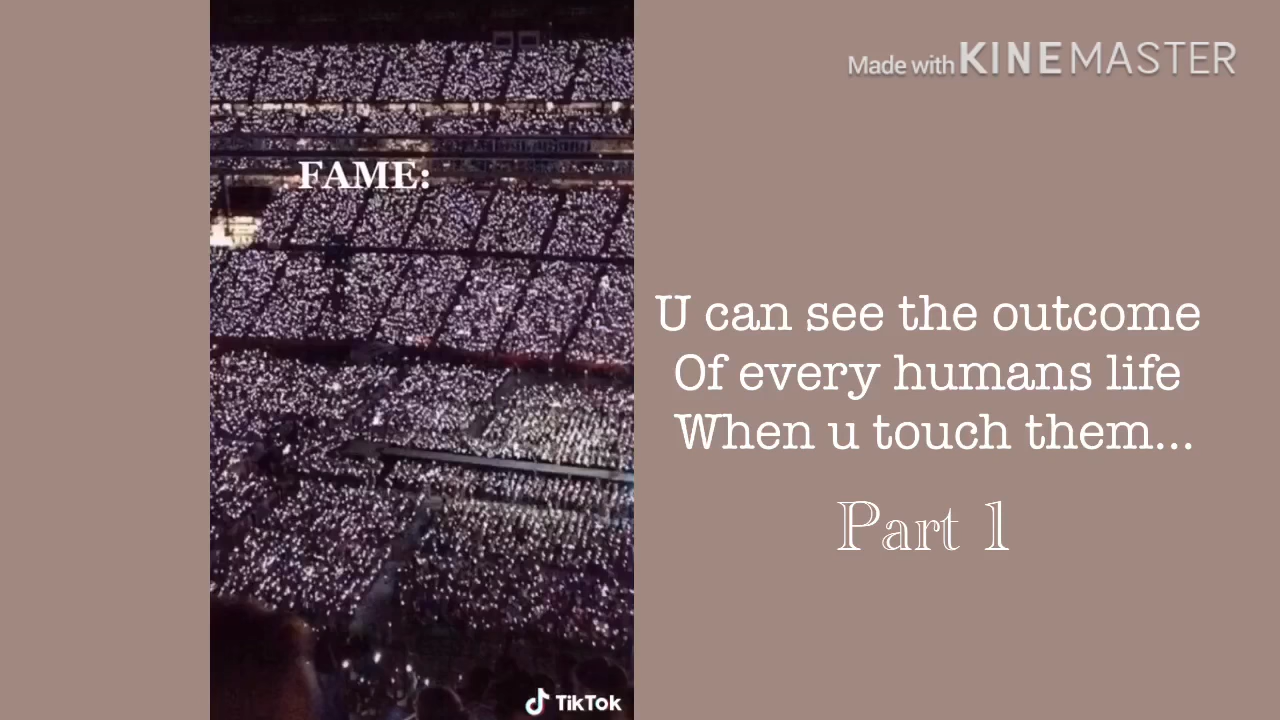 Made with KINEMASTER
FAME:
U can see the outcome
Of every humans life
When u touch them...
Part 1
TikTok